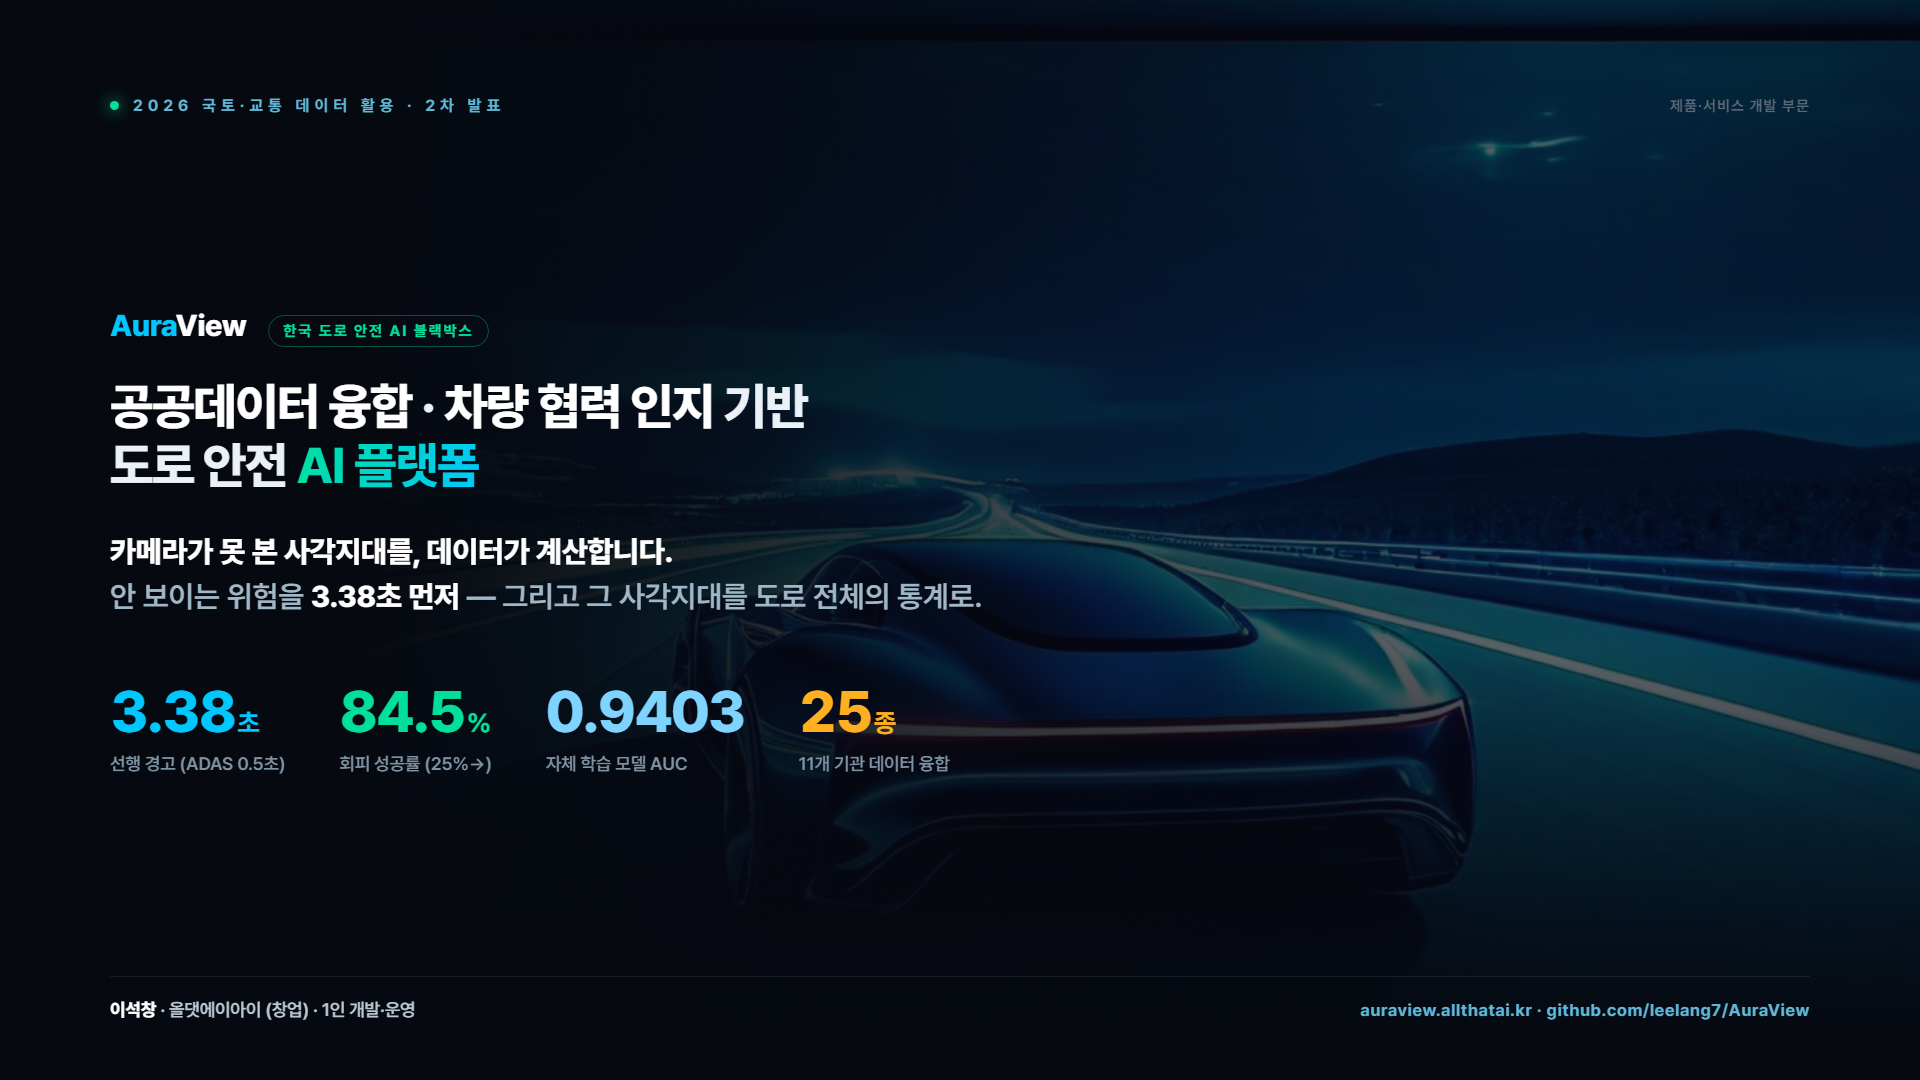 2026 국토·교통 데이터 활용 · 2차 발표
제품·서비스 개발 부문
AuraView 한국 도로 안전 AI 블랙박스
공공데이터 융합 · 차량 협력 인지 기반
도로 안전 AI 플랫폼
카메라가 못 본 사각지대를, 데이터가 계산합니다.
안 보이는 위험을 3.38초 먼저 — 그리고 그 사각지대를 도로 전체의 통계로.
3.38초
선행 경고 (ADAS 0.5초)
84.5%
회피 성공률 (25%→)
0.9403
자체 학습 모델 AUC
25종
11개 기관 데이터 융합
이석창 · 올댓에이아이 (창업) · 1인 개발·운영
auraview.allthatai.kr · github.com/leelang7/AuraView